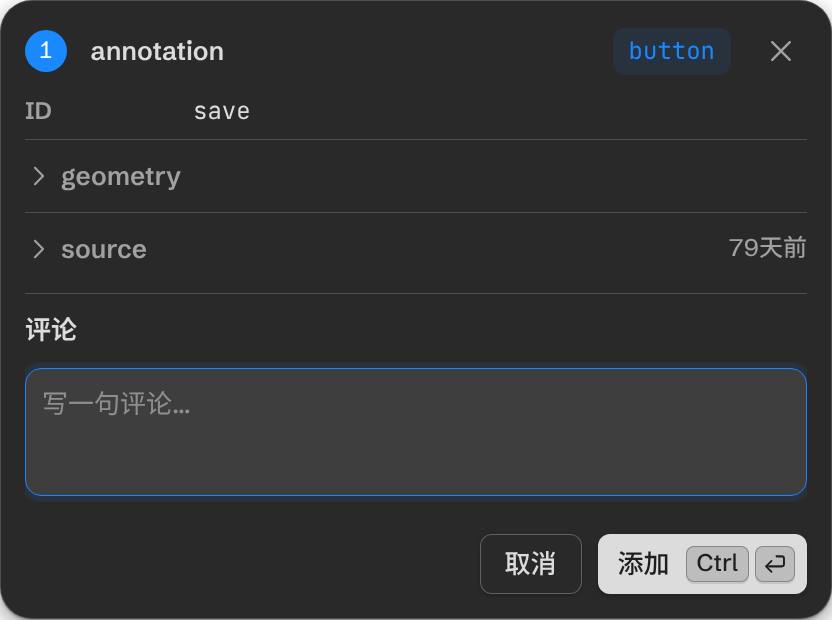 1 annotation button
ID save
geometry
source 79天前
评论
写一句评论…
取消 添加 Ctrl